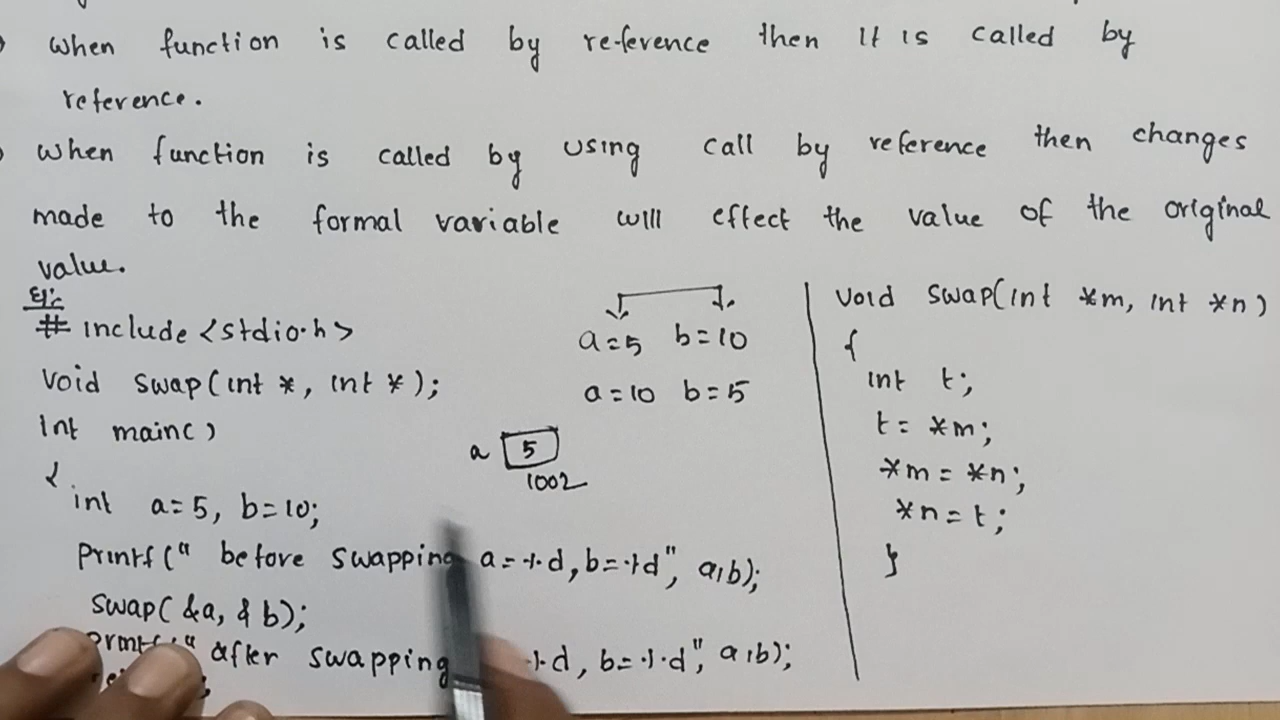 when function is called by reference then It is called by
reference.
when function is called by using call by reference then changes
made to the formal variable will effect the value of the original
value.
Eg:
# include <stdio.h>
void swap(int *, int *);
int main()
{
int a=5, b=10;
printf(" before swapping a=%d, b=%d", a,b);
swap( &a, & b);
printf(" after swapping %d, b=%d", a,b);
a=5 b=10
a=10 b=5
a 5
1002
void swap(int *m, int *n)
{
int t;
t= *m;
*m = *n;
*n = t;
}